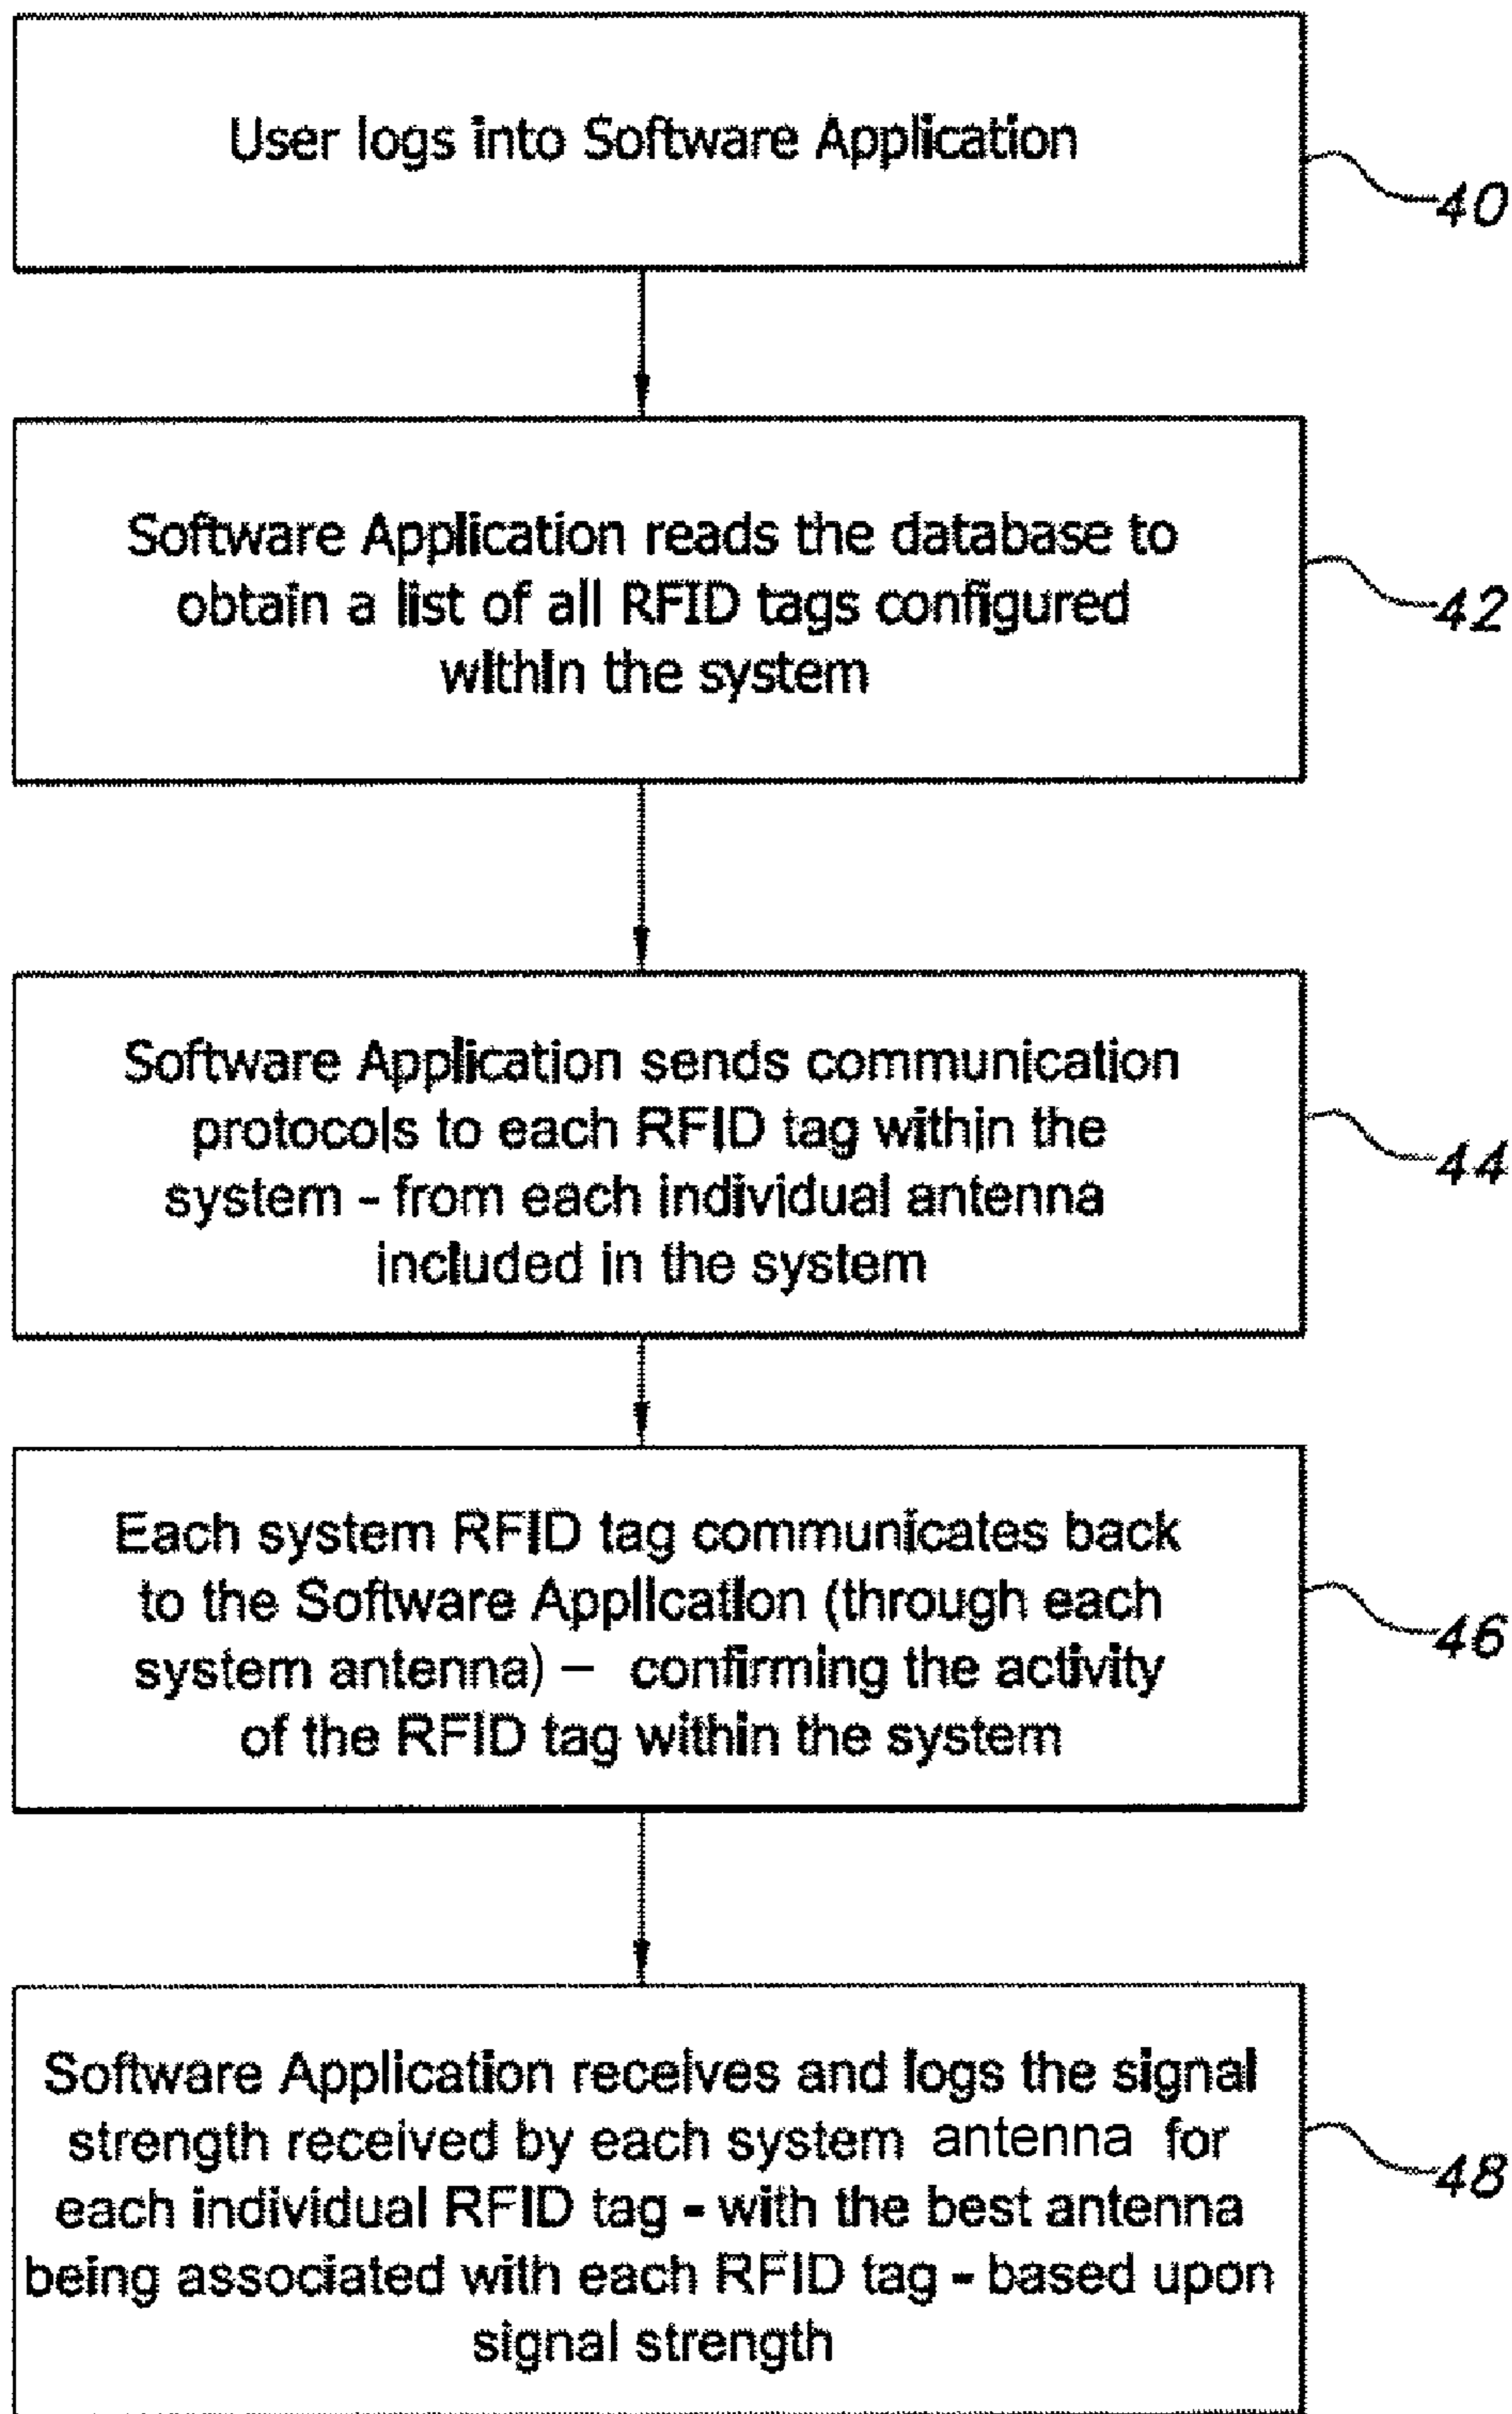 User logs into Software Application
40
Software Application reads the database to
obtain a list of all RFID tags configured
within the system
42
Software Application sends communication
protocols to each RFID tag within the
system - from each individual antenna
included in the system
44
Each system RFID tag communicates back
to the Software Application (through each
system antenna) – confirming the activity
of the RFID tag within the system
46
Software Application receives and logs the signal
strength received by each system antenna for
each individual RFID tag - with the best antenna
being associated with each RFID tag - based upon
signal strength
48